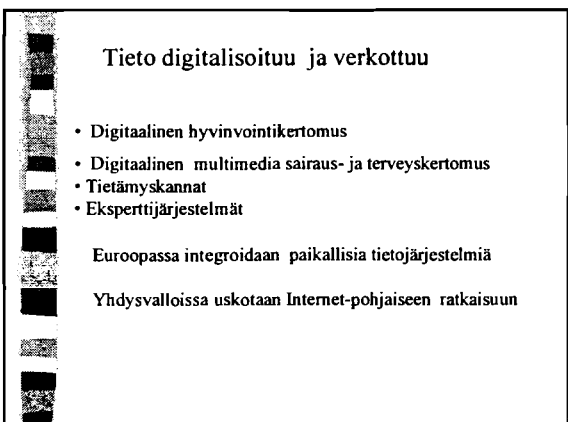 Tieto digitalisoituu ja verkottuu
• Digitaalinen hyvinvointikertomus
• Digitaalinen multimedia sairaus- ja terveyskertomus
• Tietämyskannat
• Eksperttijärjestelmät
Euroopassa integroidaan paikallisia tietojärjestelmiä
Yhdysvalloissa uskotaan Internet-pohjaiseen ratkaisuun